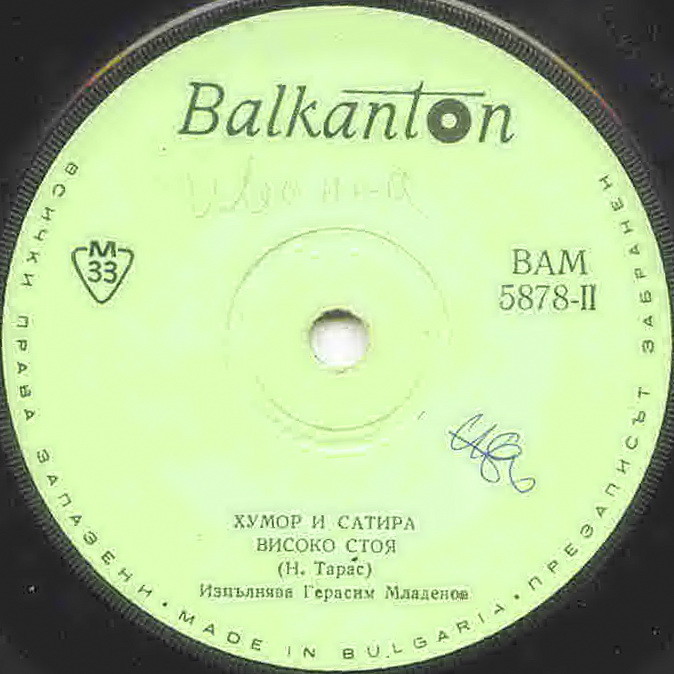 Balkanton
M
33
ВАМ
5878-II
ХУМОР И САТИРА
ВИСОКО СТОЯ
(Н. Тарас)
Изпълнява Герасим Младенов
ВСИЧКИ ПРАВА ЗАПАЗЕНИ • MADE IN BULGARIA • ПРЕЗАПИСЪТ ЗАБРАНЕН